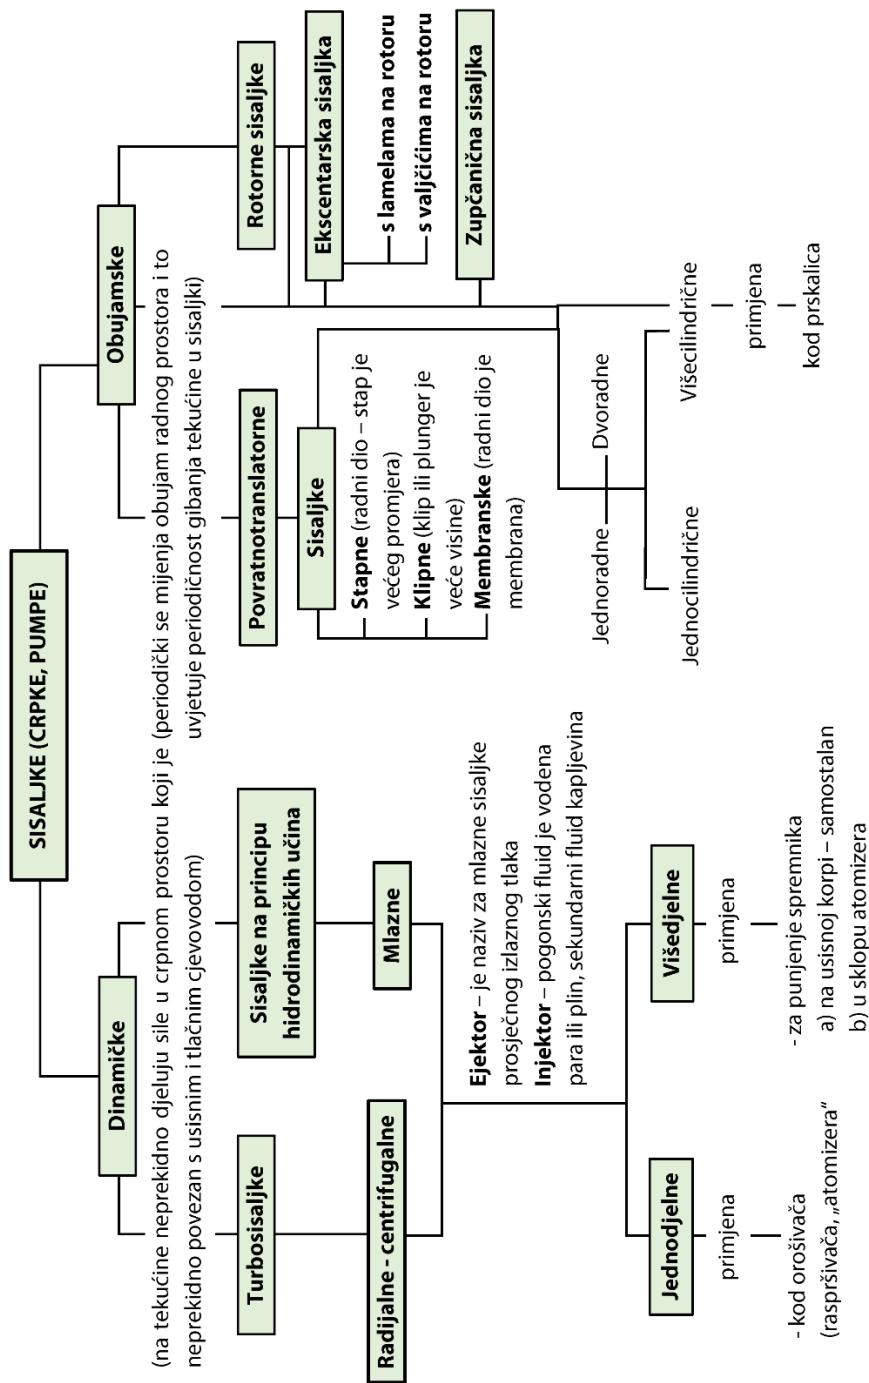 SISALJKE (CRPKE, PUMPE)
Dinamičke
Obujamske
(na tekućine neprekidno djeluju sile u crpnom prostoru koji je
neprekidno povezan s usisnim i tlačnim cjevovodom)
(periodički se mijenja obujam radnog prostora i to
uvjetuje periodičnost gibanja tekućine u sisaljki)
Turbosisaljke
Sisaljke na principu
hidrodinamičkih učina
Povratnotranslatorne
Rotorne sisaljke
Radijalne - centrifugalne
Mlazne
Sisaljke
Ekscentarska sisaljka
Stapne (radni dio – stap je
većeg promjera)
Klipne (klip ili plunger je
veće visine)
Membranske (radni dio je
membrana)
s lamelama na rotoru
s valjčićima na rotoru
Zupčanična sisaljka
Ejektor – je naziv za mlazne sisaljke
prosječnog izlaznog tlaka
Injektor – pogonski fluid je vodena
para ili plin, sekundarni fluid kapljevina
Jednoradne
Dvoradne
Jednocilindrične
Višecilindrične
primjena
kod prskalica
Jednodjelne
Višedjelne
primjena
primjena
- kod orošivača
(raspršivača, „atomizera“
- za punjenje spremnika
a) na usisnoj korpi – samostalan
b) u sklopu atomizera